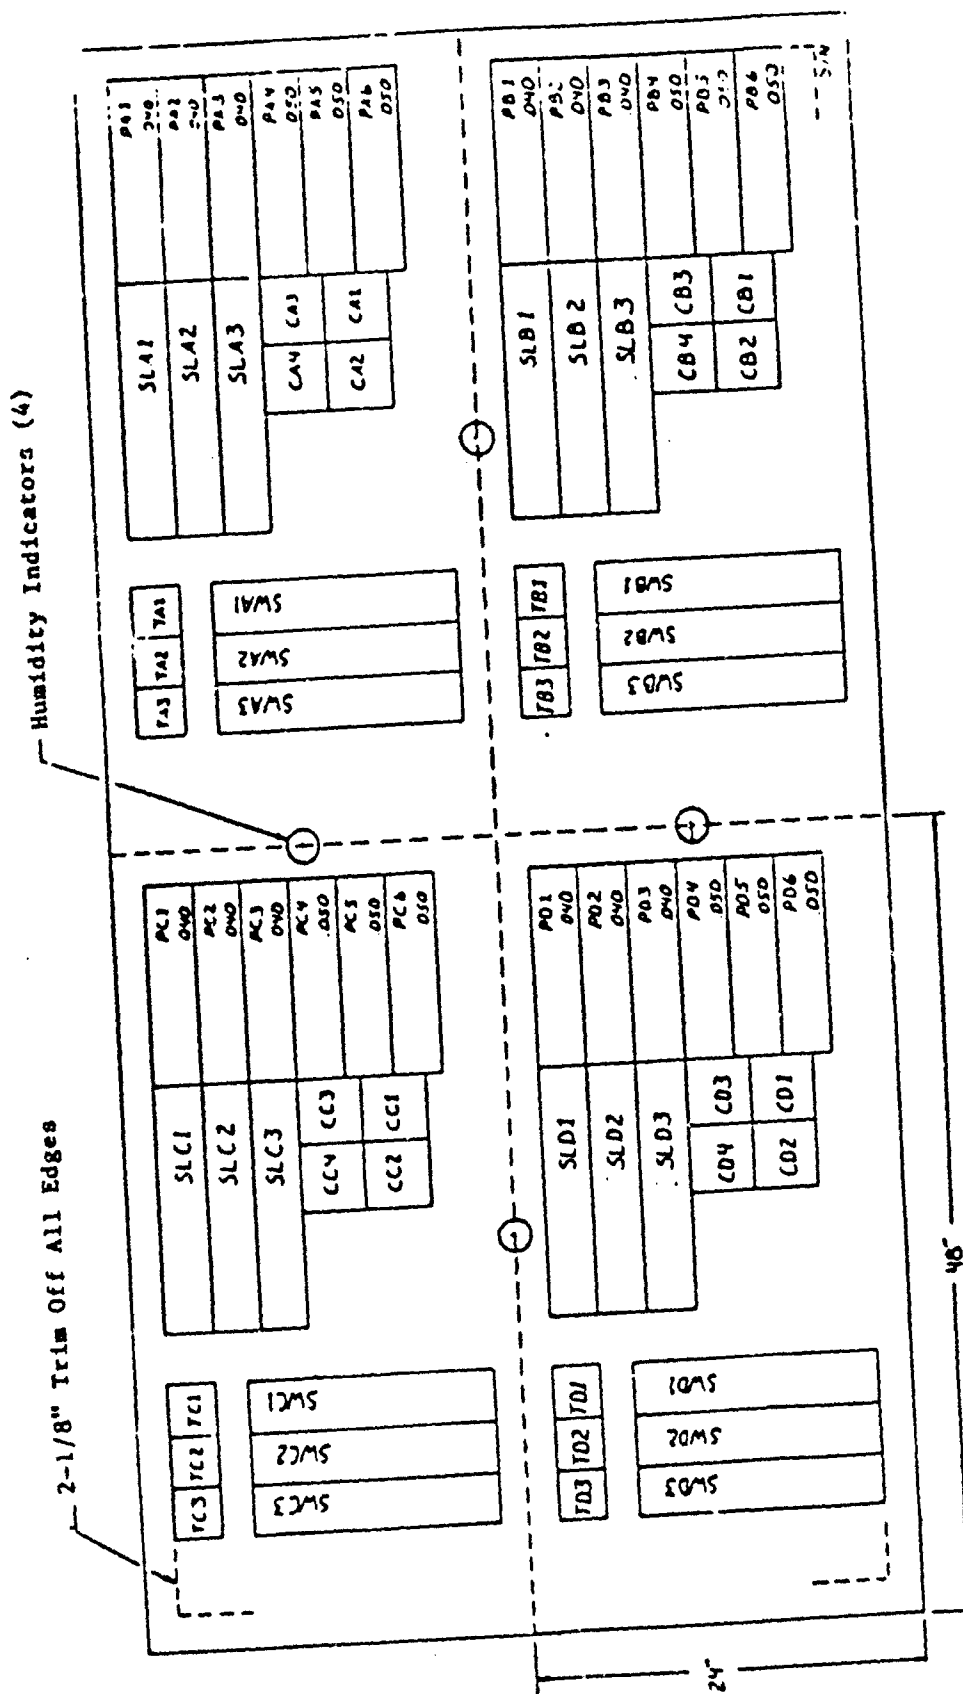 2-1/8" Trim Off All Edges
Humidity Indicators (4)
TC3 TC2 TC1
SWC3
SWC2
SWC1
SLC1
SLC2
SLC3
CC4 CC3
CC2 CC1
PC1
040
PC2
040
PC3
040
PC4
.050
PC5
.050
PC6
050
TA3 TA2 TA1
SWA3
SWA2
SWA1
SLA1
SLA2
SLA3
CA4 CA3
CA2 CA1
PA1
040
PA2
040
PA3
040
PA4
050
PA5
050
PA6
050
TD3 TD2 TD1
SWD3
SWD2
SWD1
SLD1
SLD2
SLD3
CD4 CD3
CD2 CD1
PD1
040
PD2
040
PD3
040
PD4
.050
PD5
050
PD6
.050
TB3 TB2 TB1
SWB3
SWB2
SWB1
SLB1
SLB2
SLB3
CB4 CB3
CB2 CB1
PB1
040
040
PB3
.040
PB4
050
PB5
PB6
050
S/N
24"
48"